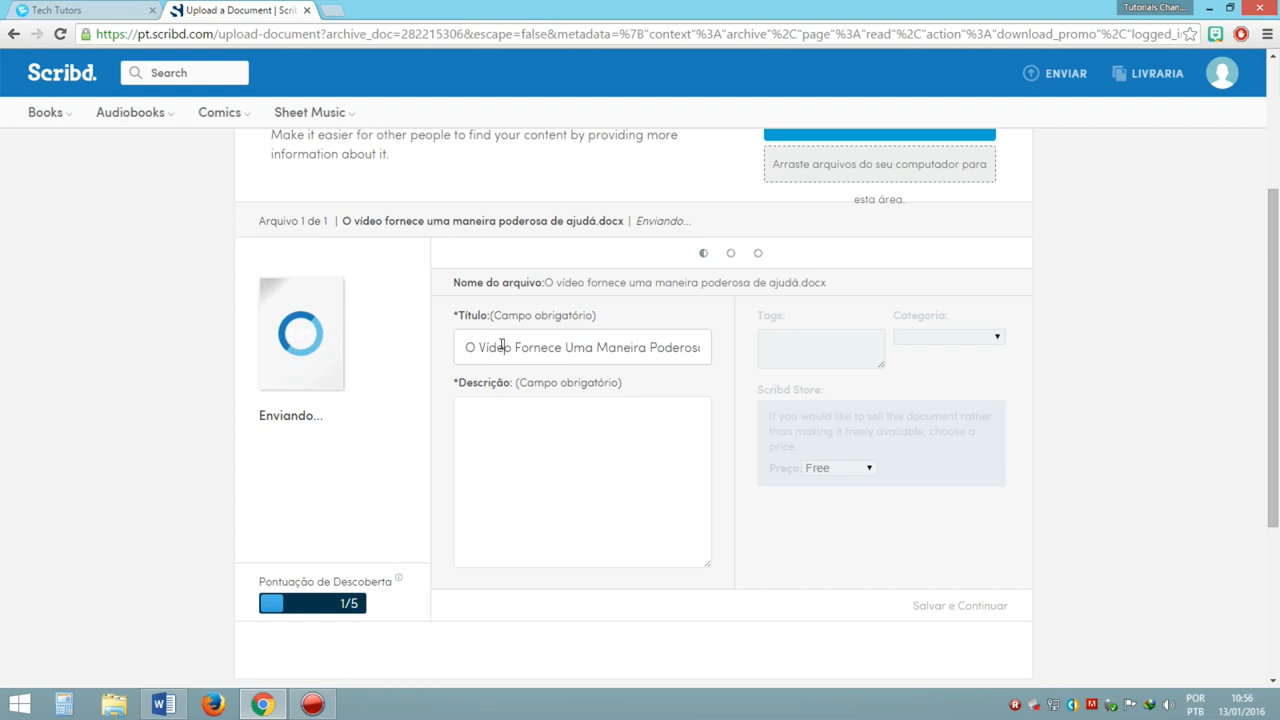 Tech Tutors
Upload a Document | Scrib
Tutorials Chan...
https://pt.scribd.com/upload-document?archive_doc=282215306&escape=false&metadata=%7B"context"%3A"archive"%2C"page"%3A"read"%2C"action"%3A"download_promo"%2C"logged_i
Scribd.
Search
ENVIAR
LIVRARIA
Books
Audiobooks
Comics
Sheet Music
Make it easier for other people to find your content by providing more
information about it.
Arraste arquivos do seu computador para
esta área.
Arquivo 1 de 1 | O vídeo fornece uma maneira poderosa de ajudá.docx | Enviando...
Nome do arquivo:O vídeo fornece uma maneira poderosa de ajudá.docx
*Título:(Campo obrigatório)
O Vídeo Fornece Uma Maneira Poderosa
*Descrição: (Campo obrigatório)
Tags:
Categoria:
Scribd Store:
If you would like to sell this document rather
than making it freely available, choose a
price.
Preço: Free
Enviando...
Pontuação de Descoberta
1/5
Salvar e Continuar
POR
PTB
10:56
13/01/2016